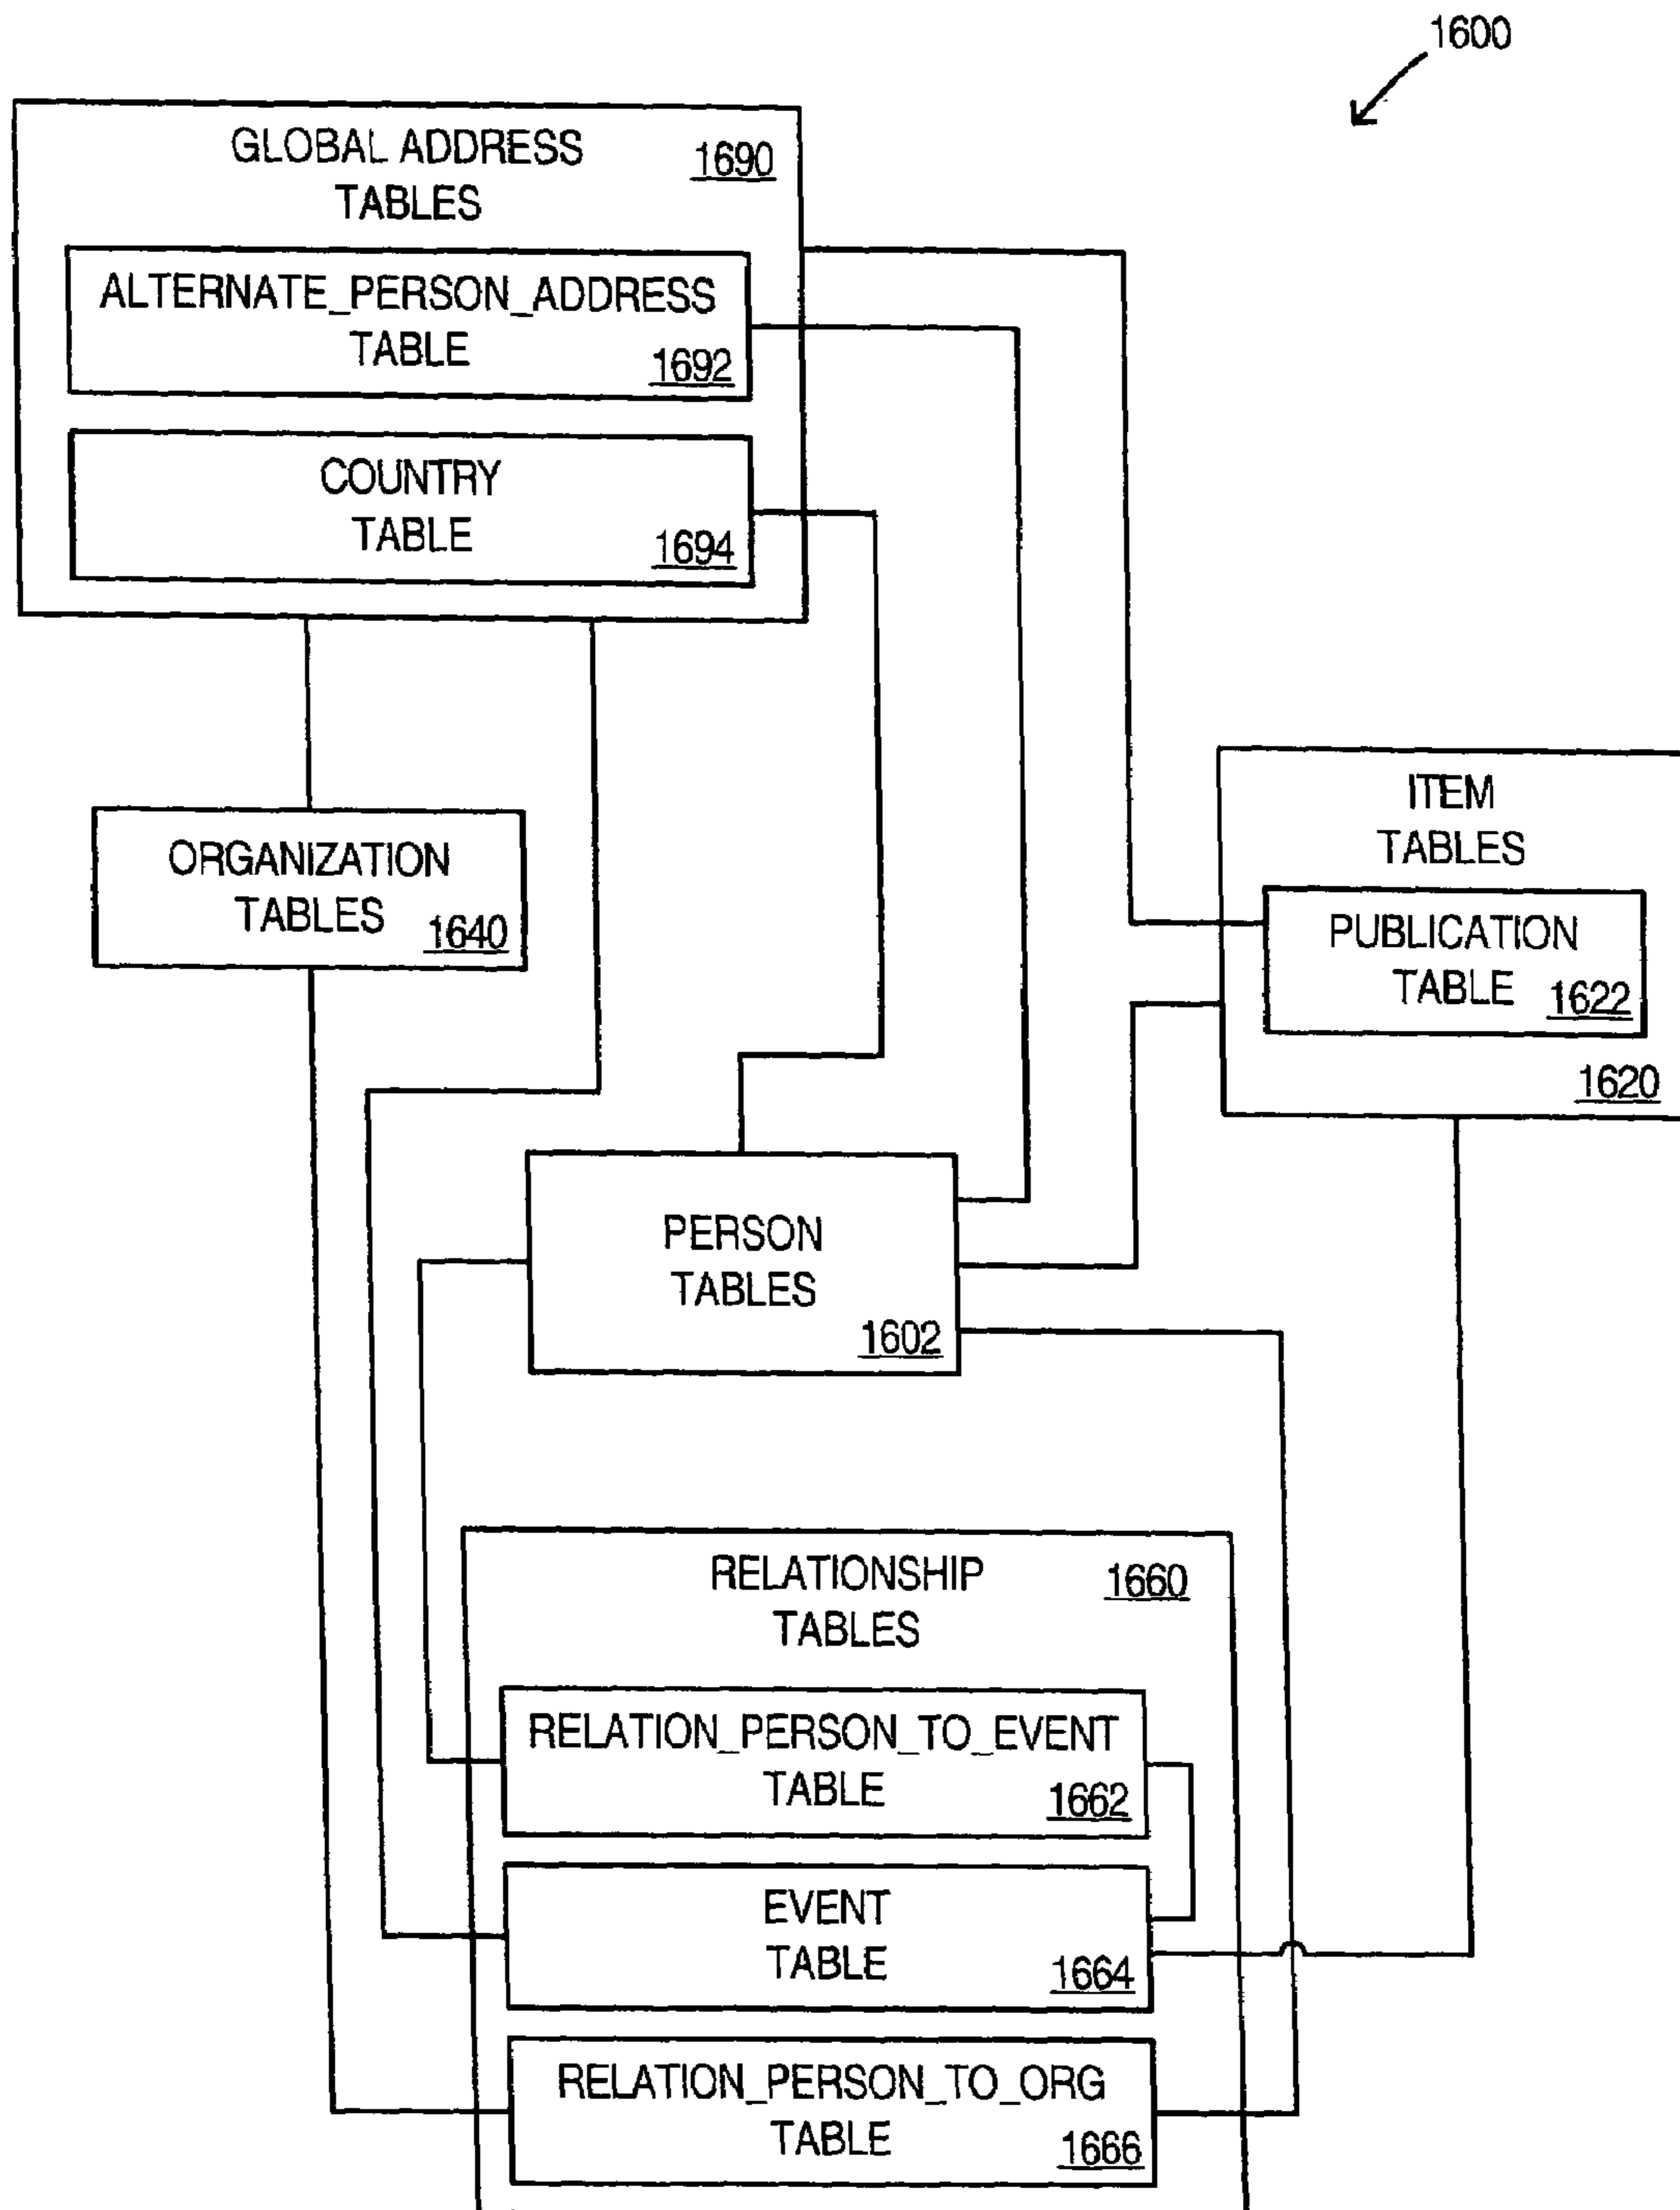 1600
GLOBAL ADDRESS
TABLES
1690
ALTERNATE_PERSON_ADDRESS
TABLE
1692
COUNTRY
TABLE
1694
ORGANIZATION
TABLES
1640
ITEM
TABLES
PUBLICATION
TABLE
1622
1620
PERSON
TABLES
1602
RELATIONSHIP
TABLES
1660
RELATION_PERSON_TO_EVENT
TABLE
1662
EVENT
TABLE
1664
RELATION_PERSON_TO_ORG
TABLE
1666